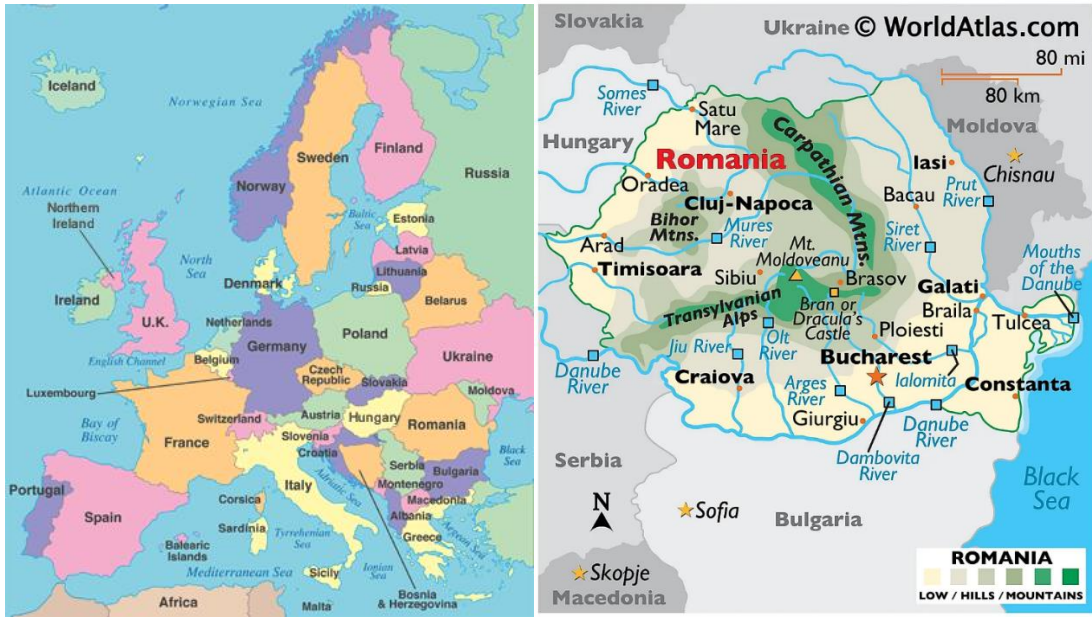 Iceland
Norwegian Sea
Sweden
Finland
Russia
Norway
Atlantic Ocean
Northern
Ireland
Baltic
Sea
Estonia
Latvia
North
Sea
Denmark
Lithuania
Russia
Ireland
U.K.
Belarus
Netherlands
Poland
English Channel
Belgium
Germany
Ukraine
Luxembourg
Czech
Republic
Slovakia
Moldova
Bay of
Biscay
France
Switzerland
Austria
Hungary
Slovenia
Croatia
Romania
Black
Sea
Serbia
Italy
Adriatic Sea
Bulgaria
Montenegro
Macedonia
Portugal
Spain
Corsica
Albania
Sardinia
Tyrrhenian
Sea
Greece
Aegean Sea
Balearic
Islands
Ionian
Sea
Mediterranean Sea
Sicily
Bosnia
& Herzegovina
Africa
Malta
Slovakia
Ukraine
© WorldAtlas.com
80 mi
80 km
Somes
River
Satu
Mare
Hungary
Romania
Carpathian Mtns.
Moldova
Iasi
Chisnau
Oradea
Cluj-Napoca
Bacau
Prut
River
Bihor
Mtns.
Mures
River
Siret
River
Arad
Mt.
Moldoveanu
Mouths of
the Danube
Timisoara
Sibiu
Brasov
Galati
Transylvanian
Alps
Bran or
Dracula's
Castle
Braila
Tulcea
Olt
River
Ploiesti
Jiu River
Bucharest
Ialomita
Danube
River
Craiova
Arges
River
Constanta
Giurgiu
Danube
River
Dambovita
River
Serbia
Black
Sea
N
Sofia
Bulgaria
Skopje
Macedonia
ROMANIA
LOW / HILLS / MOUNTAINS